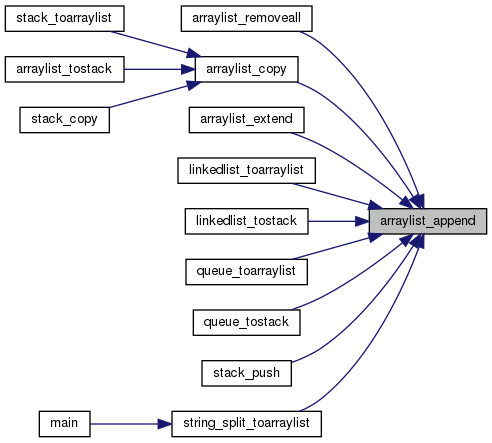 stack_toarraylist
arraylist_removeall
arraylist_tostack
arraylist_copy
stack_copy
arraylist_extend
linkedlist_toarraylist
linkedlist_tostack
arraylist_append
queue_toarraylist
queue_tostack
stack_push
main
string_split_toarraylist